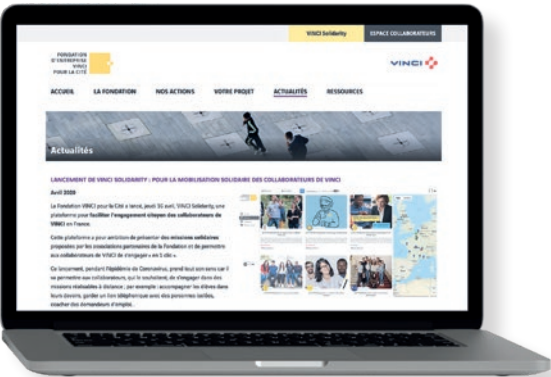 VINCI Solidarity
ESPACE COLLABORATEURS
FONDATION
D'ENTREPRISE
VINCI
POUR LA CITÉ
VINCI
ACCUEIL LA FONDATION NOS ACTIONS VOTRE PROJET ACTUALITÉS RESSOURCES
Actualités
LANCEMENT DE VINCI SOLIDARITY : POUR LA MOBILISATION SOLIDAIRE DES COLLABORATEURS DE VINCI
Avril 2020
La Fondation VINCI pour la Cité a lancé, jeudi 16 avril, VINCI Solidarity, une
plateforme pour faciliter l'engagement citoyen des collaborateurs de
VINCI en France.
Cette plateforme a pour ambition de présenter des missions solidaires
proposées par les associations partenaires de la Fondation et de permettre
aux collaborateurs de VINCI de s'engager « en 1 clic ».
Ce lancement, pendant l'épidémie de Coronavirus, prend tout son sens car il
va permettre aux collaborateurs, qui le souhaitent, de s'engager dans des
missions réalisables à distance ; par exemple : accompagner les élèves dans
leurs devoirs, garder un lien téléphonique avec des personnes isolées,
coacher des demandeurs d'emploi...